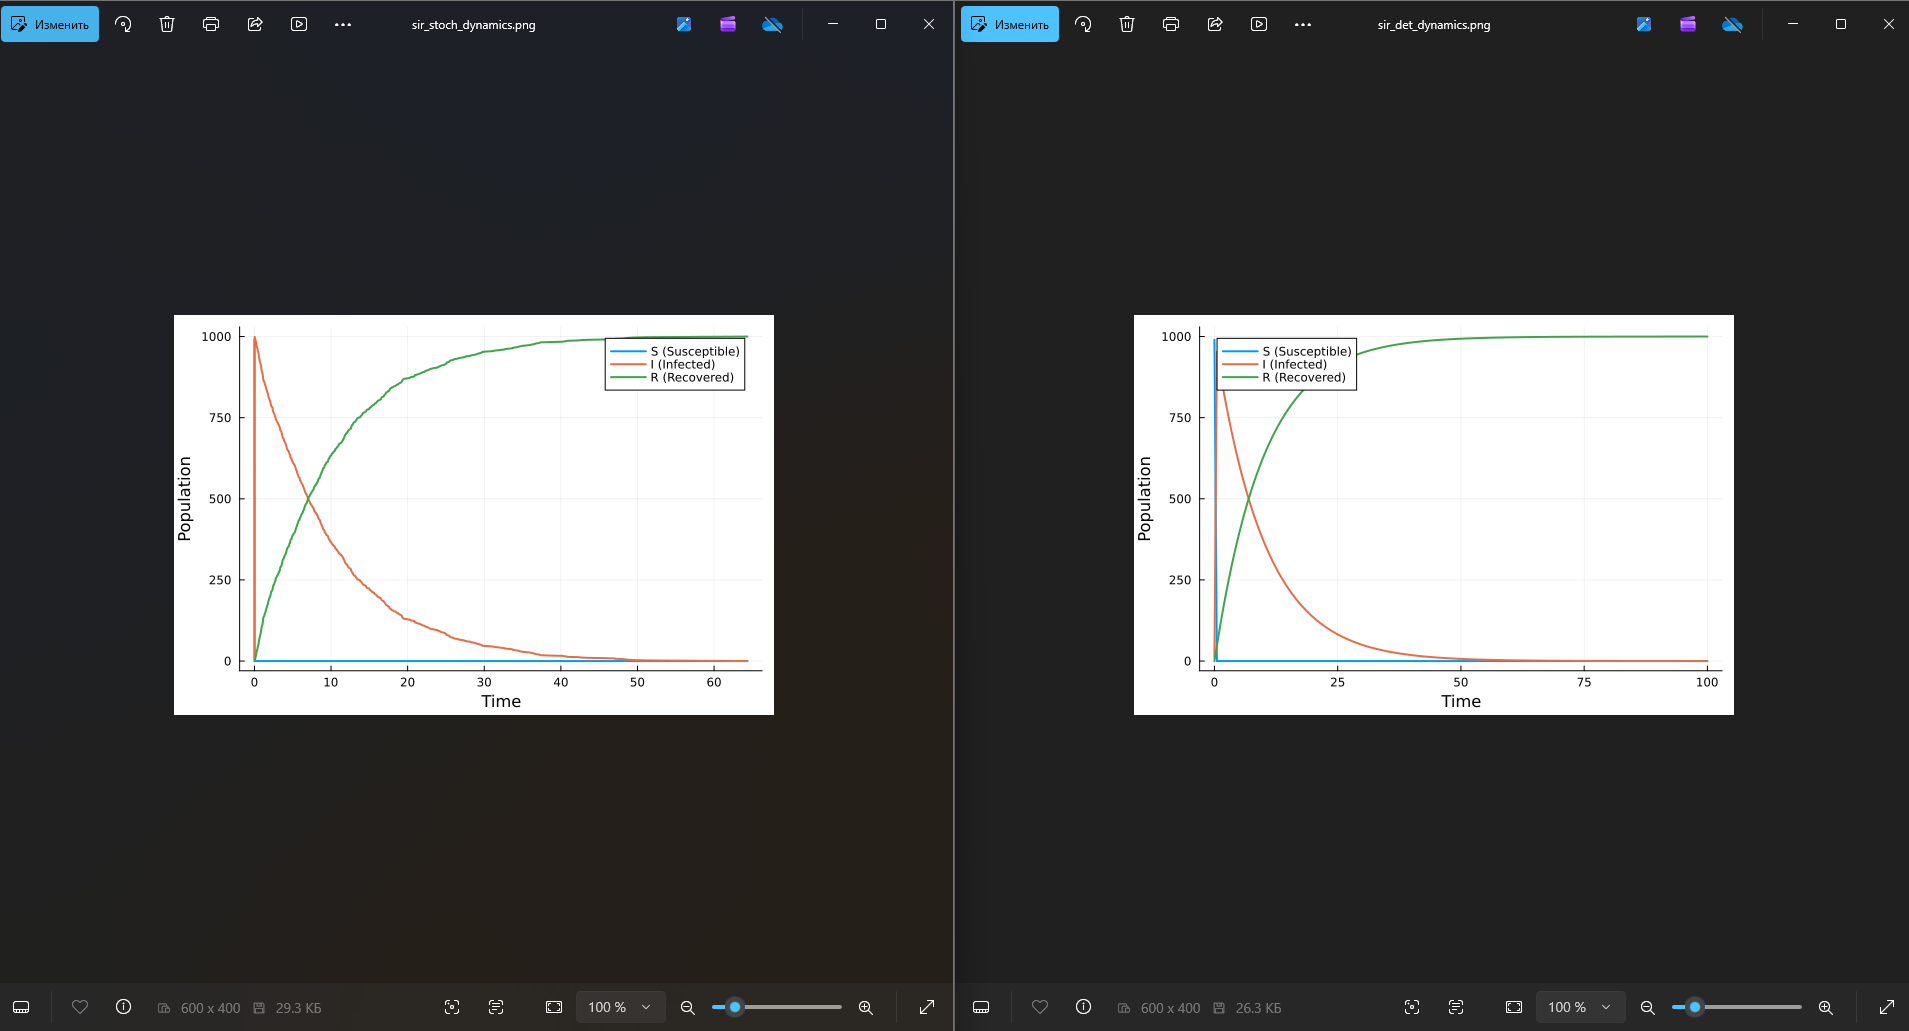 Изменить
sir_stoch_dynamics.png
1000
750
500
250
0
Population
S (Susceptible)
I (Infected)
R (Recovered)
0 10 20 30 40 50 60
Time
600 x 400 29.3 КБ
100 %
Изменить
sir_det_dynamics.png
1000
750
500
250
0
Population
S (Susceptible)
I (Infected)
R (Recovered)
0 25 50 75 100
Time
600 x 400 26.3 КБ
100 %